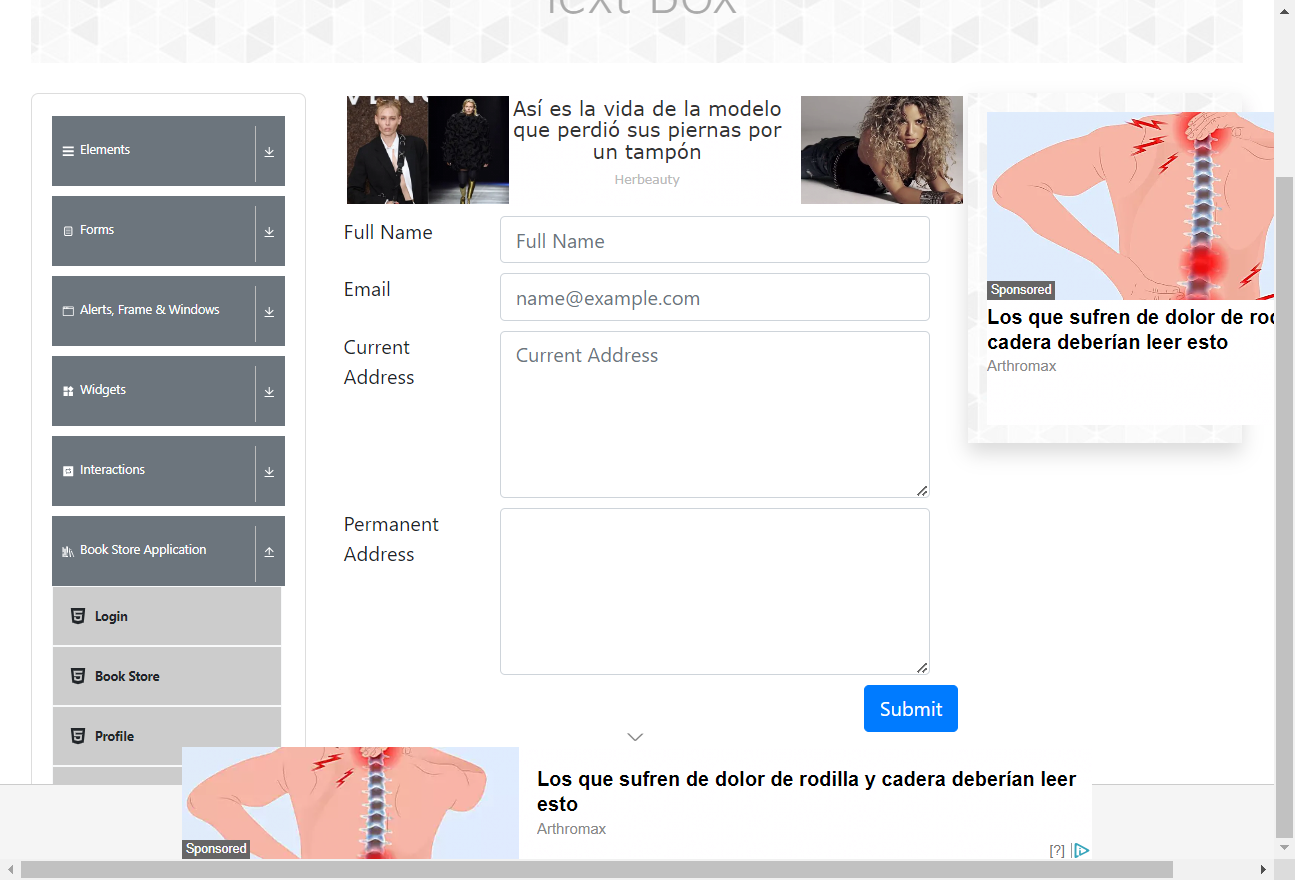 Text Box
Elements
Forms
Alerts, Frame & Windows
Widgets
Interactions
Book Store Application
Login
Book Store
Profile
Así es la vida de la modelo
que perdió sus piernas por
un tampón
Herbeauty
Full Name
Full Name
Email
name@example.com
Current
Address
Current Address
Permanent
Address
Submit
Sponsored
Los que sufren de dolor de
cadera deberían leer esto
Arthromax
Sponsored
Los que sufren de dolor de rodilla y cadera deberían leer
esto
Arthromax
[?]